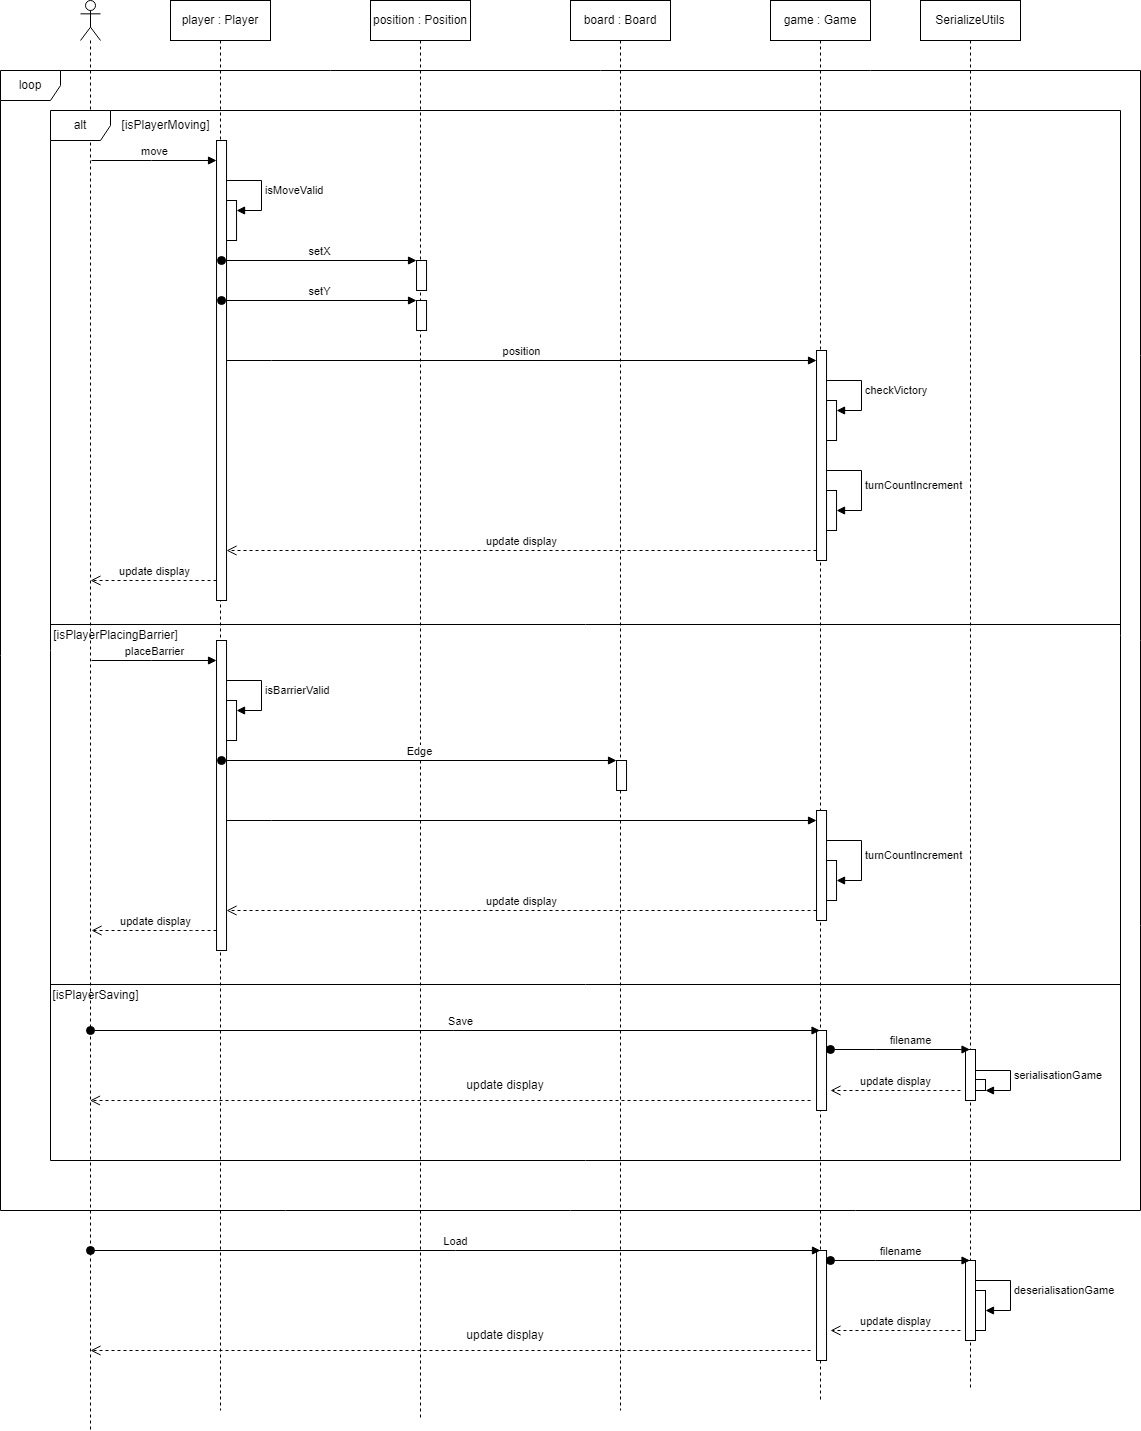 player : Player
position : Position
board : Board
game : Game
SerializeUtils
loop
alt
[isPlayerMoving]
move
isMoveValid
setX
setY
position
checkVictory
turnCountIncrement
update display
update display
[isPlayerPlacingBarrier]
placeBarrier
isBarrierValid
Edge
turnCountIncrement
update display
update display
[isPlayerSaving]
Save
filename
serialisationGame
update display
update display
Load
filename
deserialisationGame
update display
update display